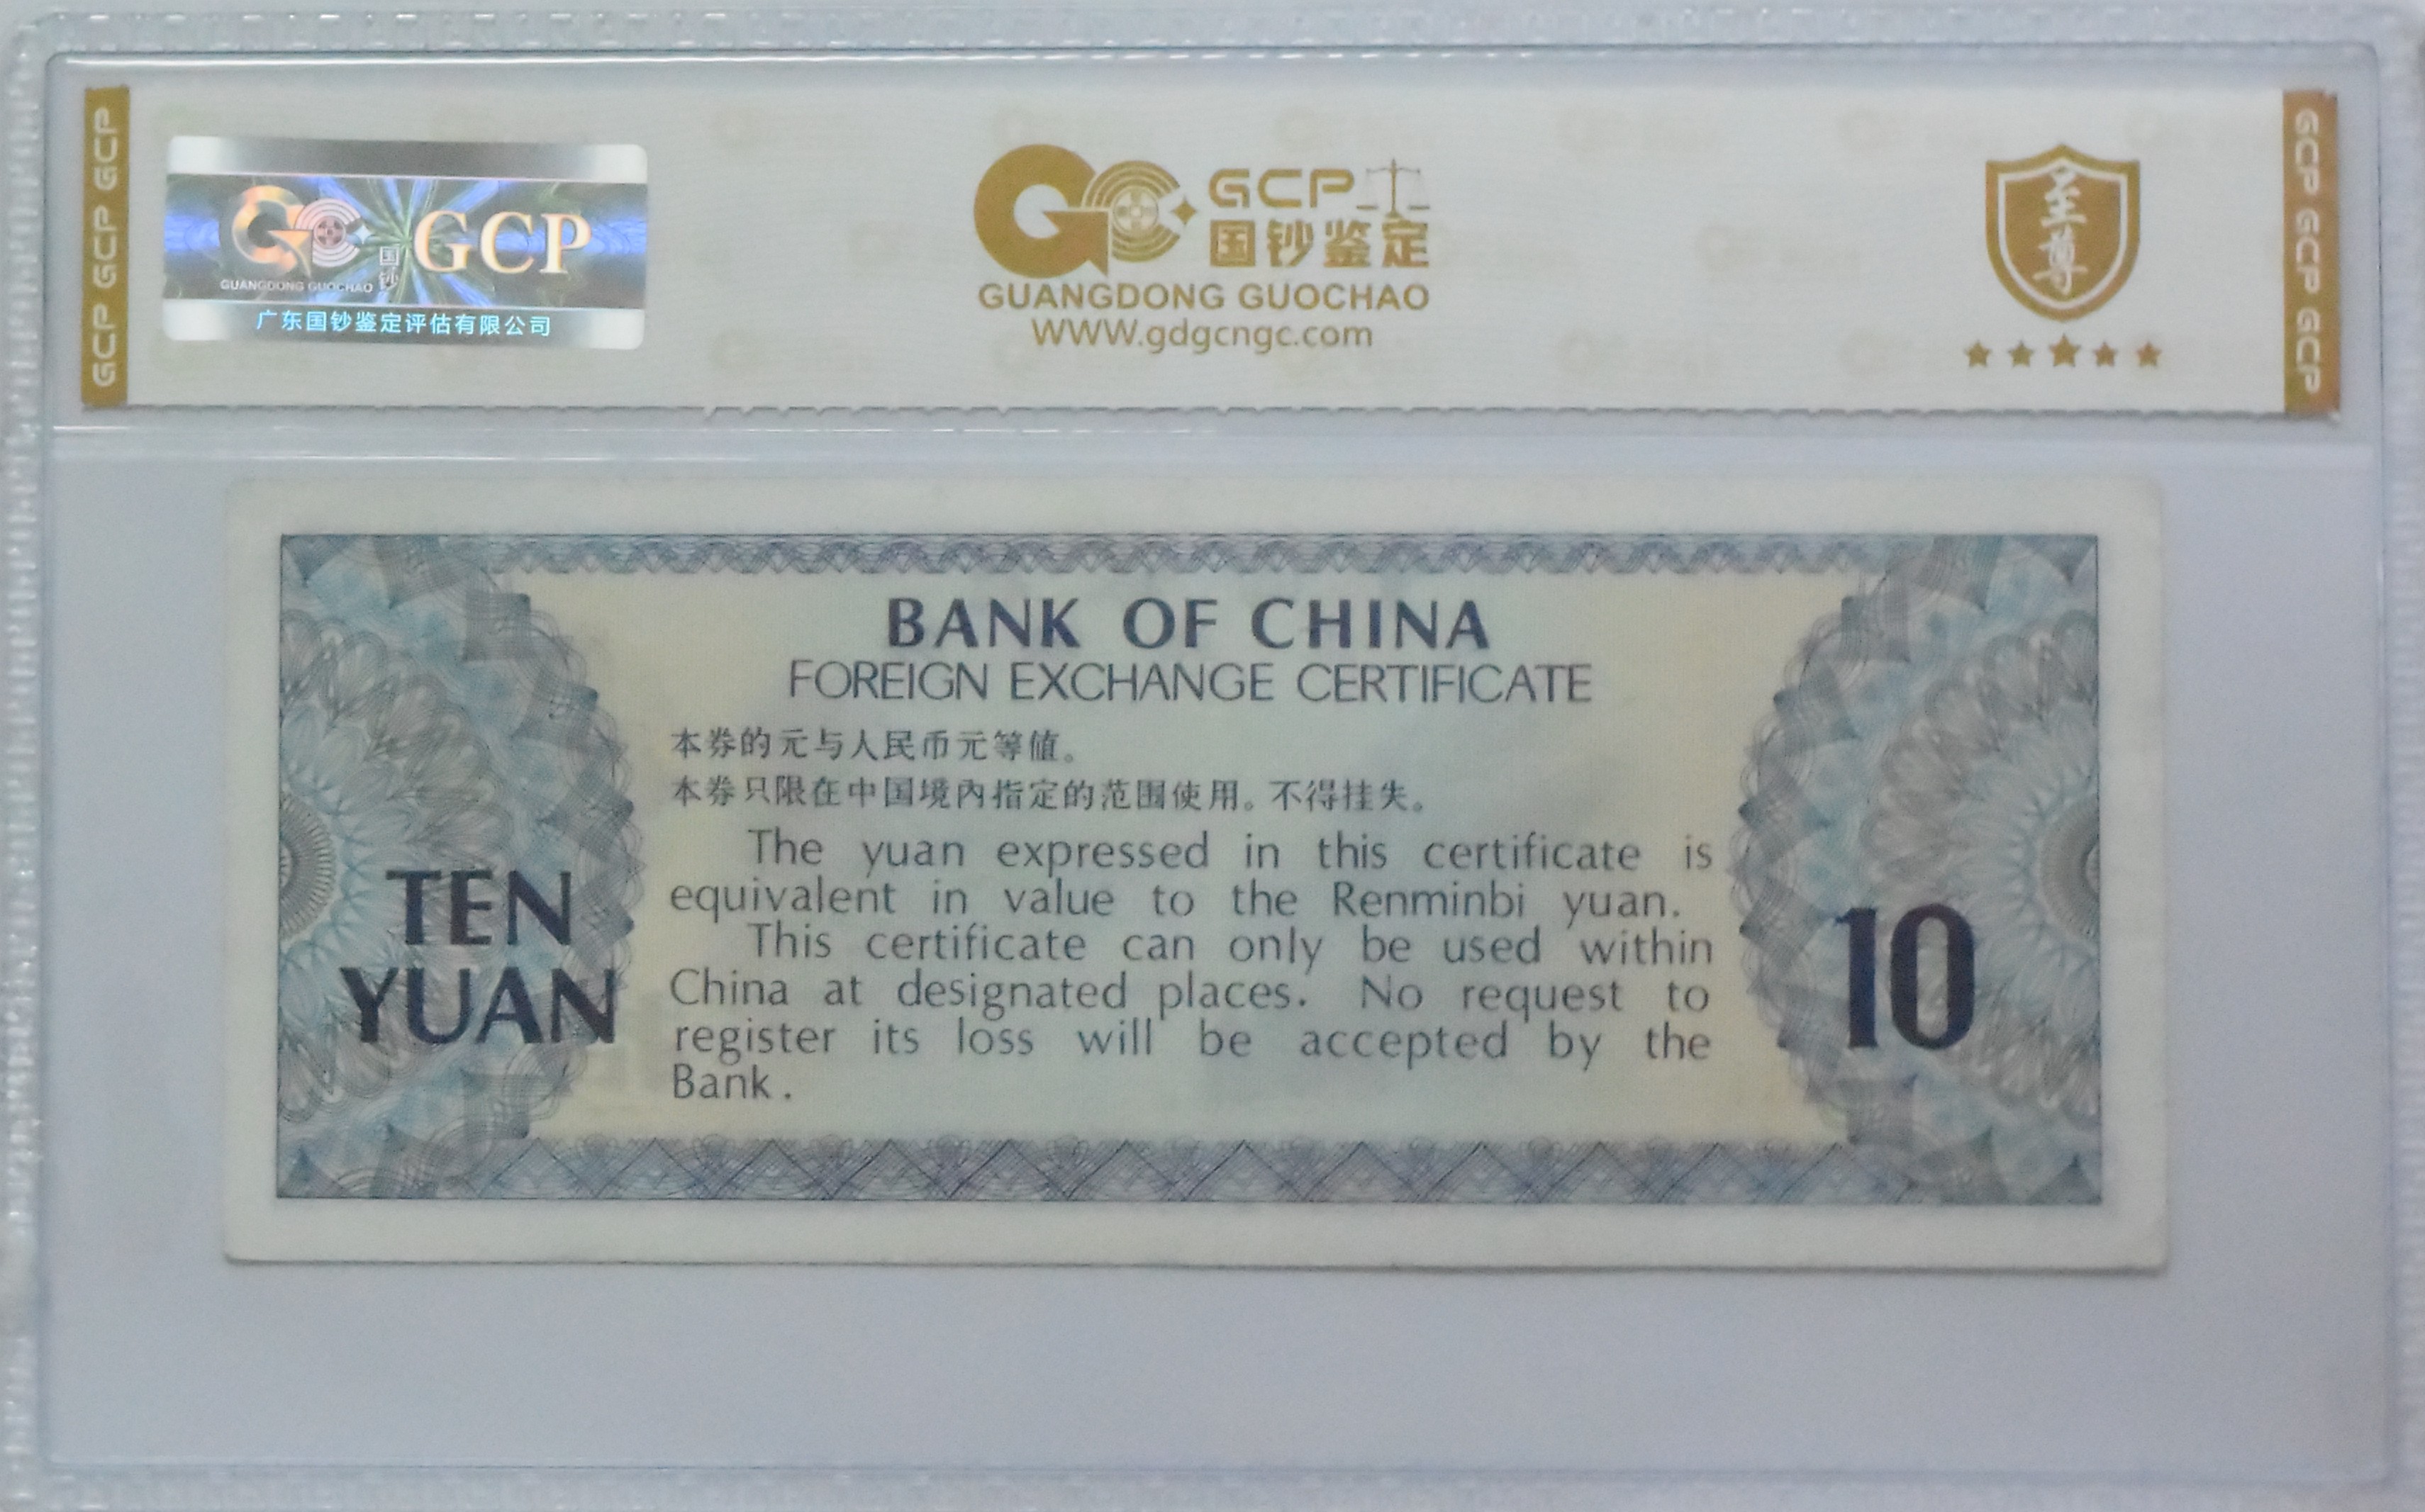 GCP GCP GCP
GCP
国钞
GUANGDONG GUOCHAO
广东国钞鉴定评估有限公司
GCP
国钞鉴定
GUANGDONG GUOCHAO
WWW.gdgcngc.com
至尊
GCP GCP GCP
BANK OF CHINA
FOREIGN EXCHANGE CERTIFICATE
本券的元与人民币元等值。
本券只限在中国境内指定的范围使用。不得挂失。
The yuan expressed in this certificate is
equivalent in value to the Renminbi yuan.
This certificate can only be used within
China at designated places. No request to
register its loss will be accepted by the
Bank.
TEN
YUAN
10